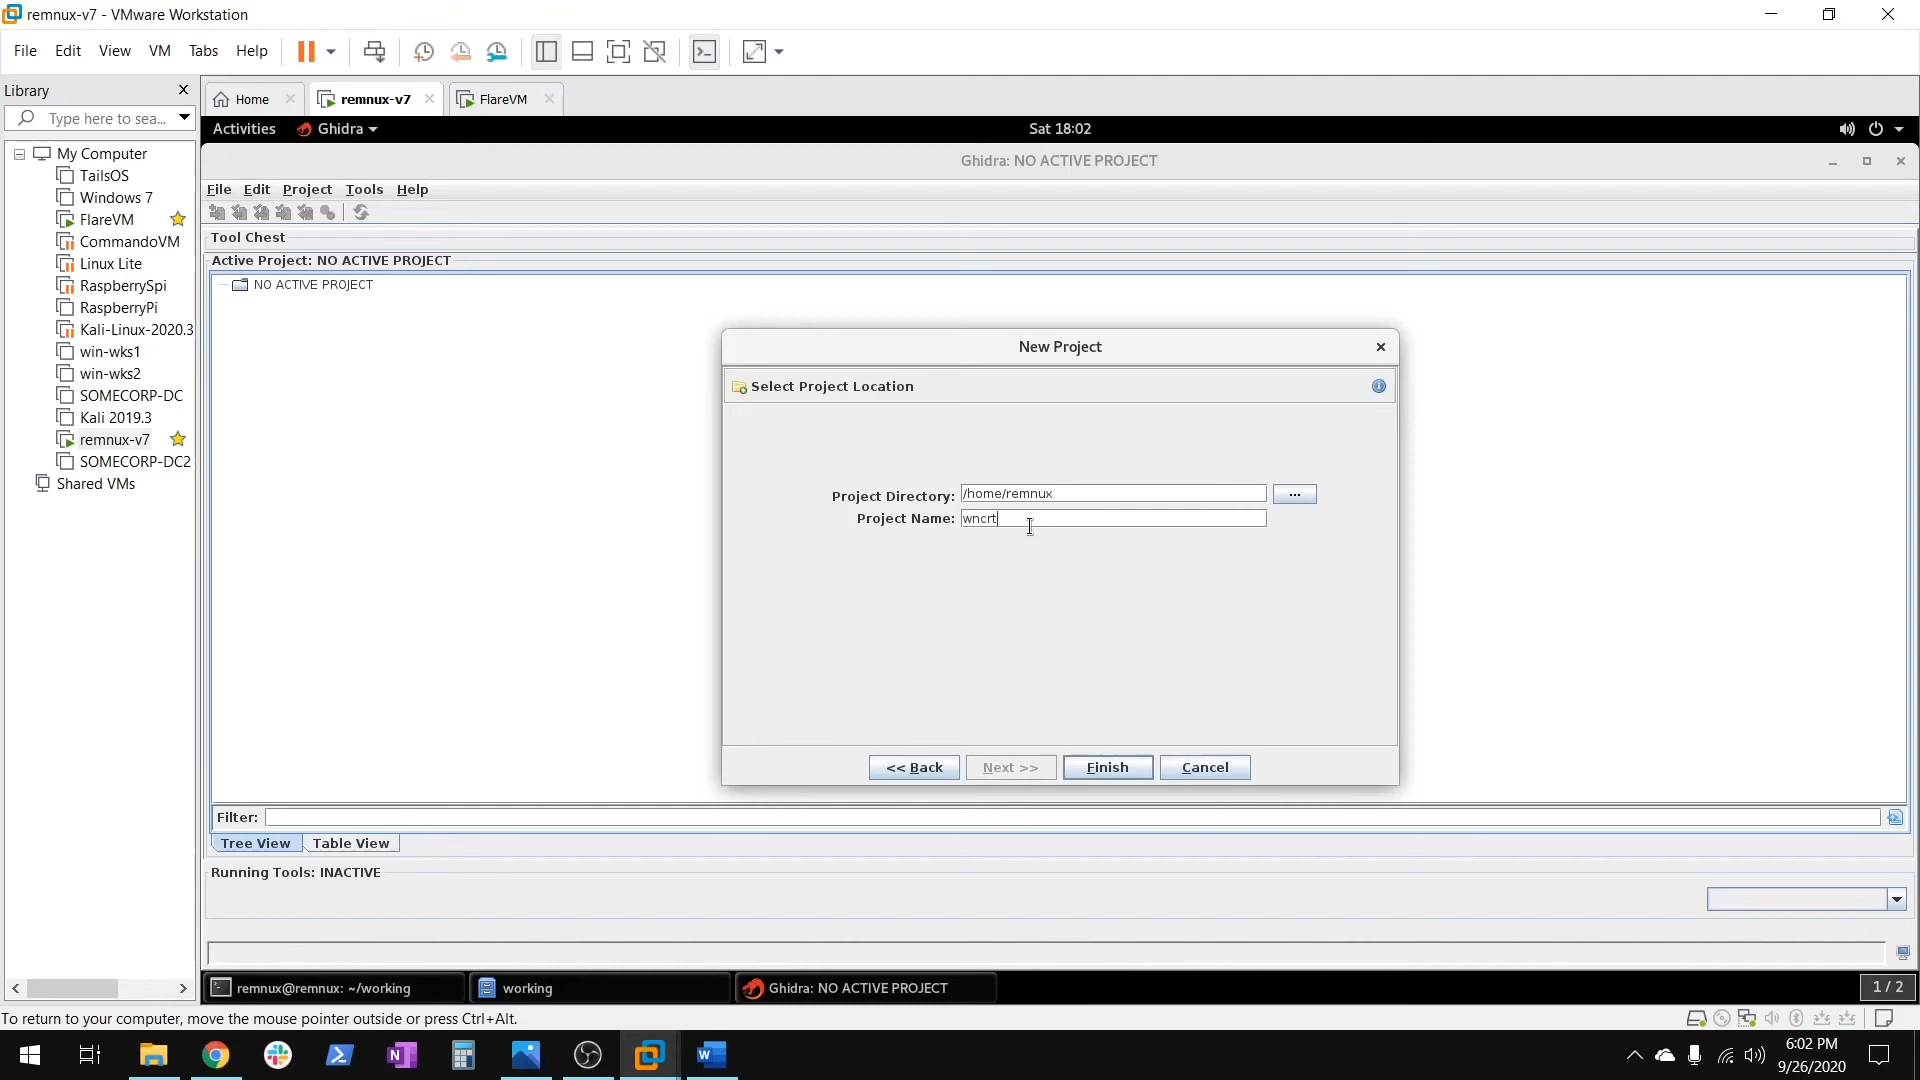 remnux-v7 - VMware Workstation
File Edit View VM Tabs Help
Library
Type here to sea...
My Computer
TailsOS
Windows 7
FlareVM
CommandoVM
Linux Lite
RaspberrySpi
RaspberryPi
Kali-Linux-2020.3
win-wks1
win-wks2
SOMECORP-DC
Kali 2019.3
remnux-v7
SOMECORP-DC2
Shared VMs
Home remnux-v7 FlareVM
Activities Ghidra Sat 18:02
Ghidra: NO ACTIVE PROJECT
File Edit Project Tools Help
Tool Chest
Active Project: NO ACTIVE PROJECT
NO ACTIVE PROJECT
New Project
Select Project Location
Project Directory: /home/remnux ...
Project Name: wncrt
<< Back Next >> Finish Cancel
Filter:
Tree View Table View
Running Tools: INACTIVE
remnux@remnux: ~/working working Ghidra: NO ACTIVE PROJECT 1 / 2
To return to your computer, move the mouse pointer outside or press Ctrl+Alt.
6:02 PM
9/26/2020